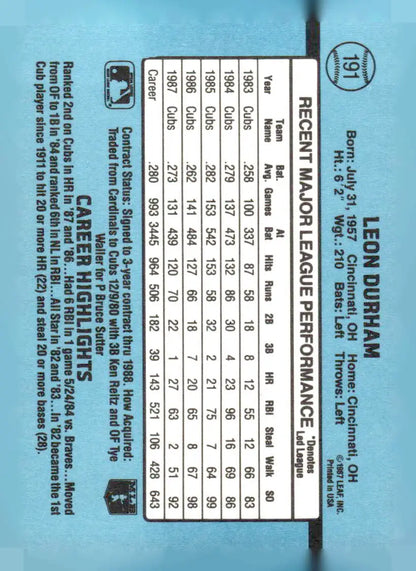 191
LEON DURHAM
Born: July 31, 1957 Cincinnati, OH Home: Cincinnati, OH
Ht.: 6'2" Wgt.: 210 Bats: Left Throws: Left
©1987 LEAF, INC.
Printed in USA
RECENT MAJOR LEAGUE PERFORMANCE *Denotes Led League
Team Bat. At
Year Name Avg. Games Bat Hits Runs 2B 3B HR RBI Steal Walk SO
1983 Cubs .258 100 337 87 58 18 8 12 55 12 66 83
1984 Cubs .279 137 473 132 86 30 4 23 96 16 69 86
1985 Cubs .282 153 542 153 58 32 2 21 75 7 64 99
1986 Cubs .262 141 484 127 66 18 7 20 65 8 67 98
1987 Cubs .273 131 439 120 70 22 1 27 63 2 51 92
Career .280 993 3445 964 506 182 39 143 521 106 428 643
Contract Status: Signed to 3-year contract thru 1988. How Acquired:
Traded from Cardinals to Cubs 12/9/80 with 3B Ken Reitz and OF Tye
Waller for P Bruce Sutter
CAREER HIGHLIGHTS
Ranked 2nd on Cubs in HR in '87 and '86...Had 6 RBI in 1 game 5/24/84 vs. Braves...Moved
from OF to 1B in '84 and ranked 6th in NL in RBI...All Star in '82 & '83...In '82 became the 1st
Cub player since 1911 to hit 20 or more HR (22) and steal 20 or more bases (28).